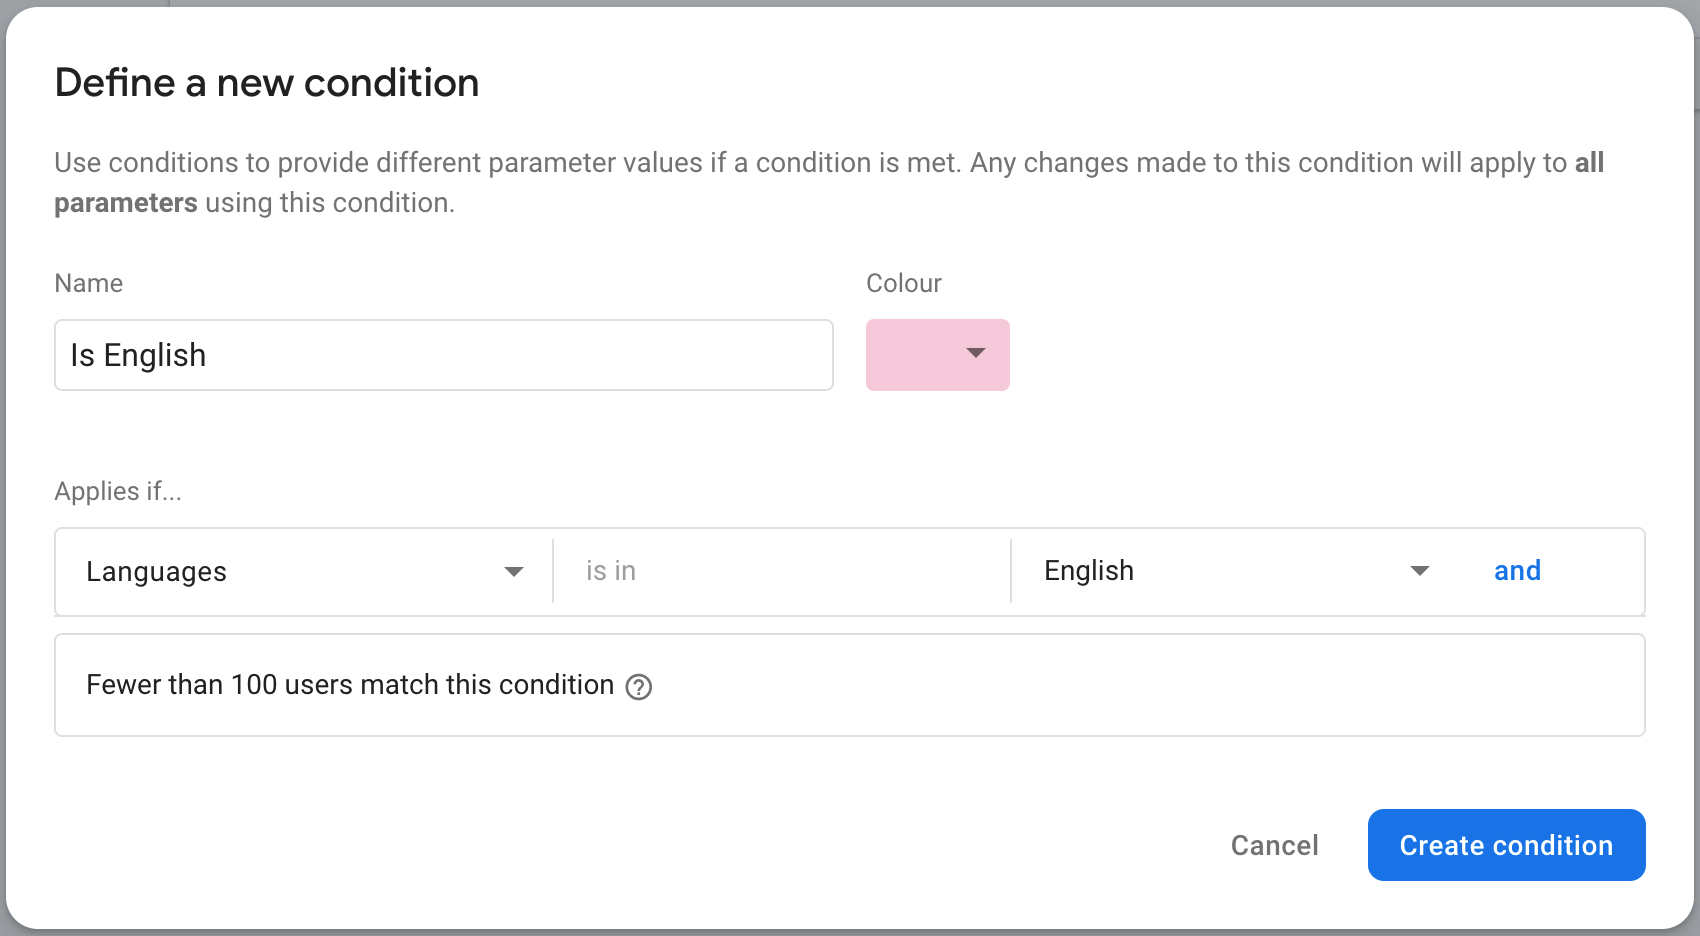 Define a new condition
Use conditions to provide different parameter values if a condition is met. Any changes made to this condition will apply to all
parameters using this condition.
Name
Colour
Is English
Applies if...
Languages
is in
English
and
Fewer than 100 users match this condition
Cancel
Create condition